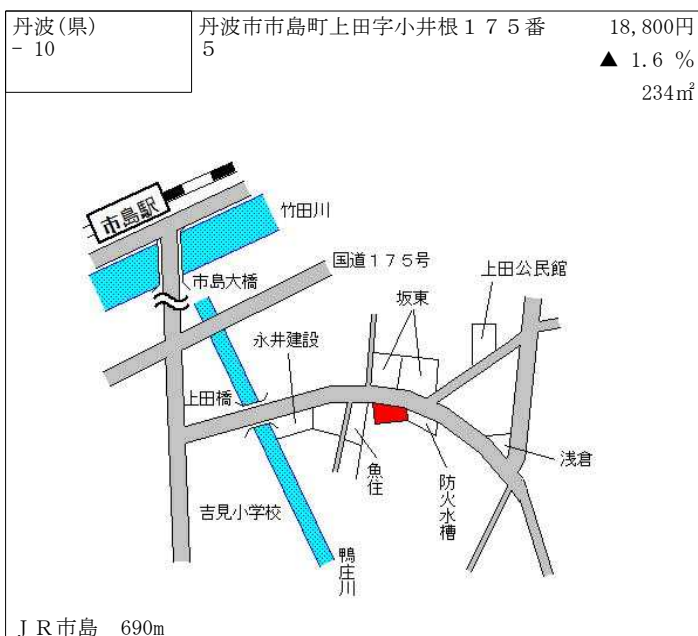 丹波(県)
－10
丹波市市島町上田字小井根１７５番
5
18,800円
▲ 1.6 %
234㎡
市島駅
竹田川
国道１７５号
上田公民館
市島大橋
坂東
永井建設
上田橋
浅倉
魚住
防火水槽
吉見小学校
鴨庄川
ＪＲ市島　690m